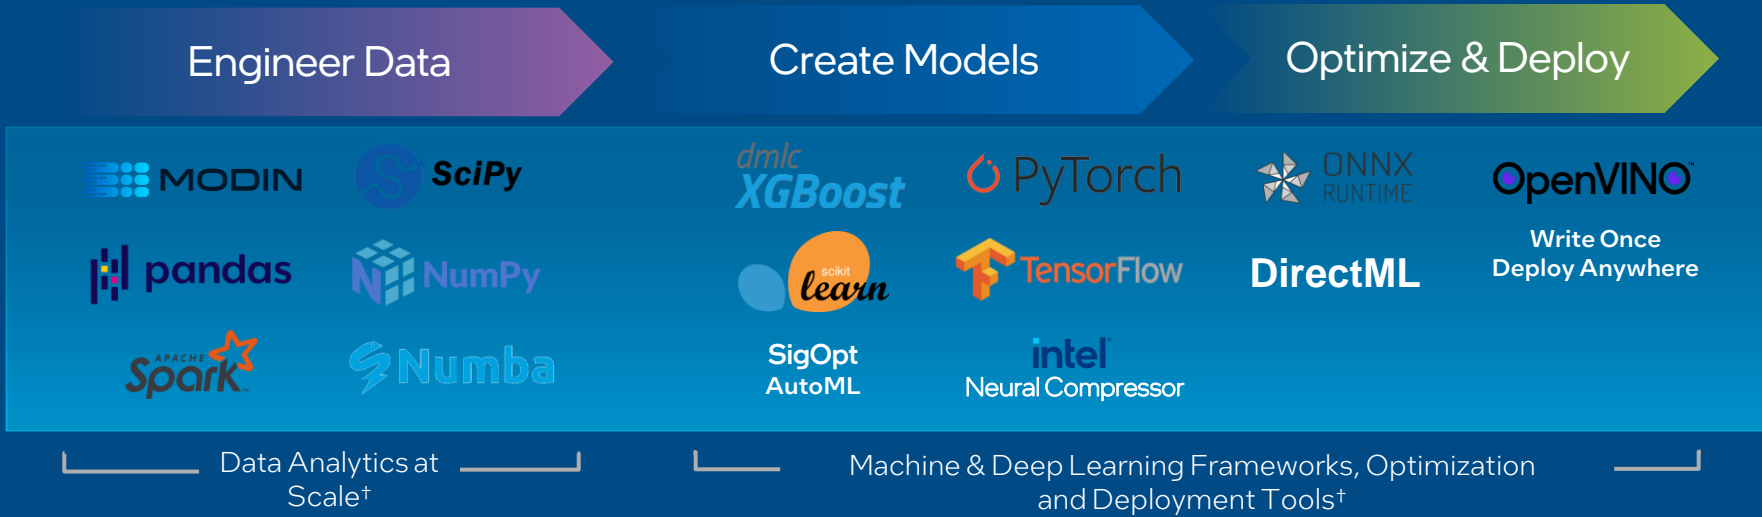 Engineer Data
Create Models
Optimize & Deploy
MODIN
SciPy
pandas
NumPy
APACHE
Spark™
Numba
dmlc
XGBoost
PyTorch
scikit
learn
TensorFlow
SigOpt
AutoML
intel
Neural Compressor
ONNX
RUNTIME
OpenVINO™
DirectML
Write Once
Deploy Anywhere
Data Analytics at
Scale†
Machine & Deep Learning Frameworks, Optimization
and Deployment Tools†